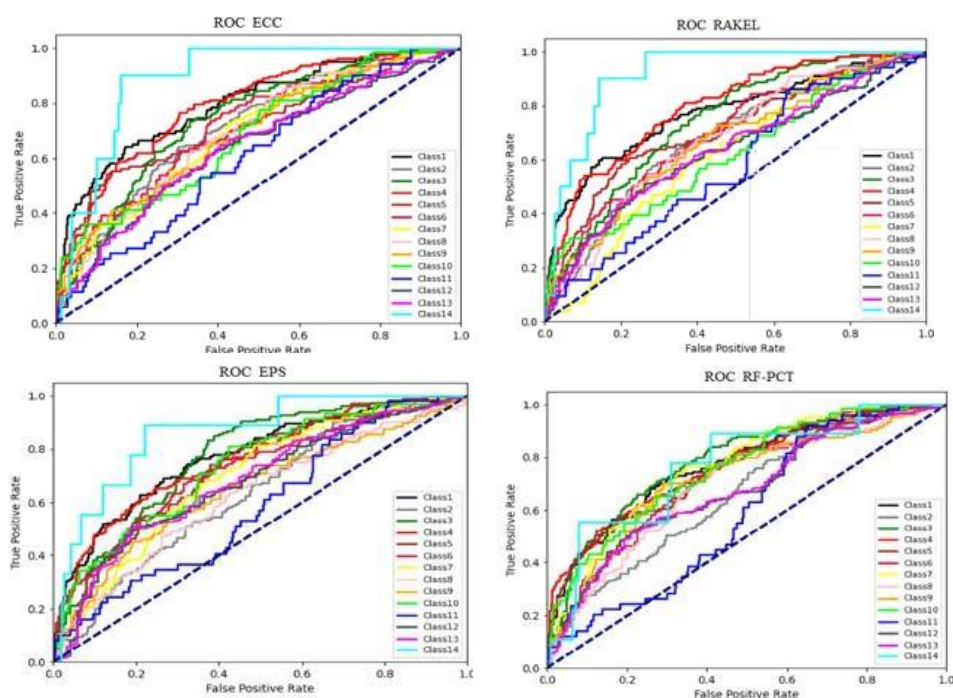 ROC ECC
1.0
0.8
0.6
0.4
0.2
0.0
True Positive Rate
Class1
Class2
Class3
Class4
Class5
Class6
Class7
Class8
Class9
Class10
Class11
Class12
Class13
Class14
0.0 0.2 0.4 0.6 0.8 1.0
False Positive Rate
ROC RAKEL
1.0
0.8
0.6
0.4
0.2
0.0
True Positive Rate
Class1
Class2
Class3
Class4
Class5
Class6
Class7
Class8
Class9
Class10
Class11
Class12
Class13
Class14
0.0 0.2 0.4 0.6 0.8 1.0
False Positive Rate
ROC EPS
1.0
0.8
0.6
0.4
0.2
0.0
True Positive Rate
Class1
Class2
Class3
Class4
Class5
Class6
Class7
Class8
Class9
Class10
Class11
Class12
Class13
Class14
0.0 0.2 0.4 0.6 0.8 1.0
False Positive Rate
ROC RF-PCT
1.0
0.8
0.6
0.4
0.2
0.0
True Positive Rate
Class1
Class2
Class3
Class4
Class5
Class6
Class7
Class8
Class9
Class10
Class11
Class12
Class13
Class14
0.0 0.2 0.4 0.6 0.8 1.0
False Positive Rate